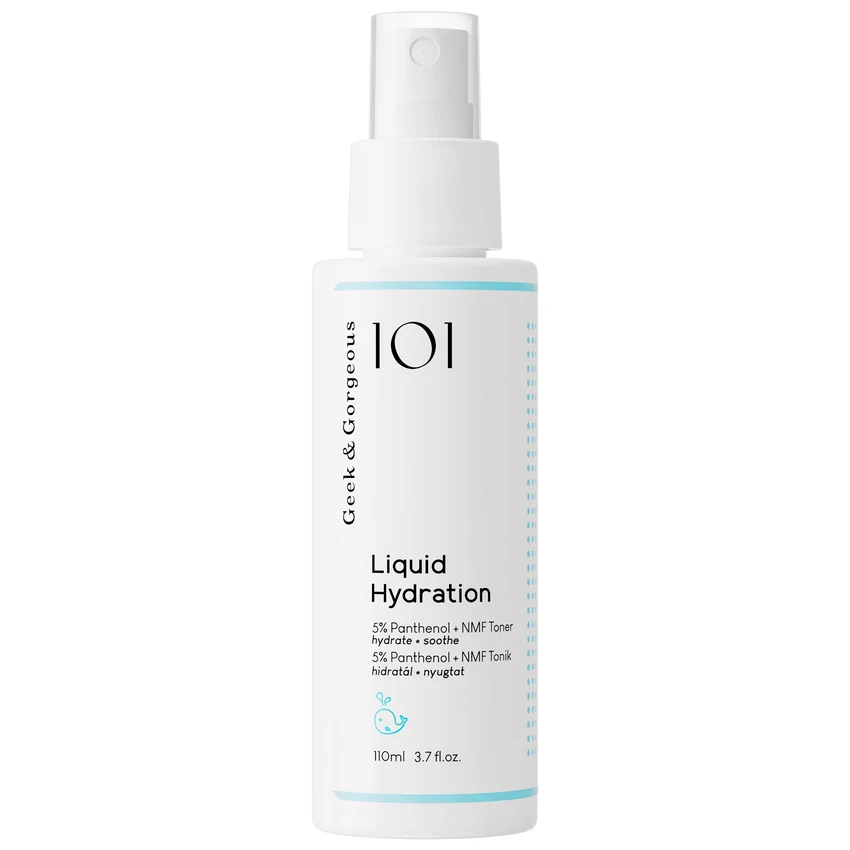 Geek & Gorgeous
101
Liquid
Hydration
5% Panthenol + NMF Toner
hydrate • soothe
5% Panthenol + NMF Tonik
hidratál • nyugtat
110ml 3.7 fl.oz.